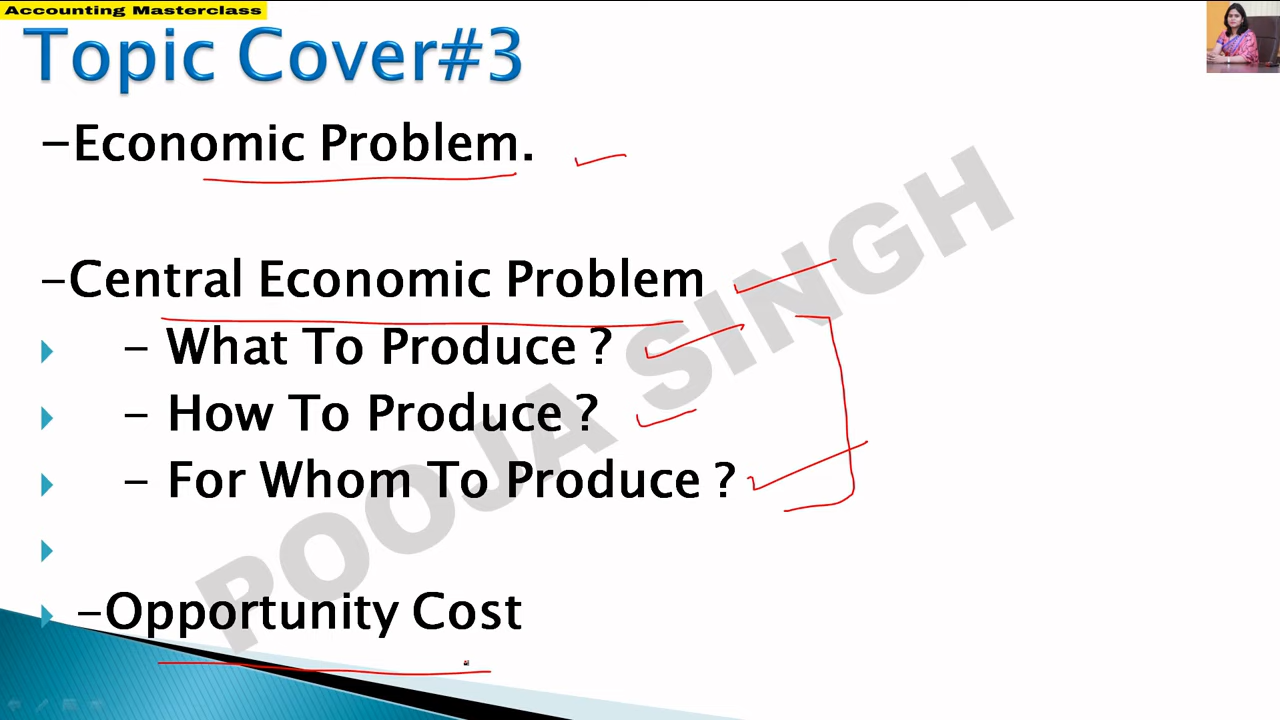 Accounting Masterclass
Topic Cover#3
-Economic Problem.
-Central Economic Problem
- What To Produce ?
- How To Produce ?
- For Whom To Produce ?
-Opportunity Cost
POOJA SINGH